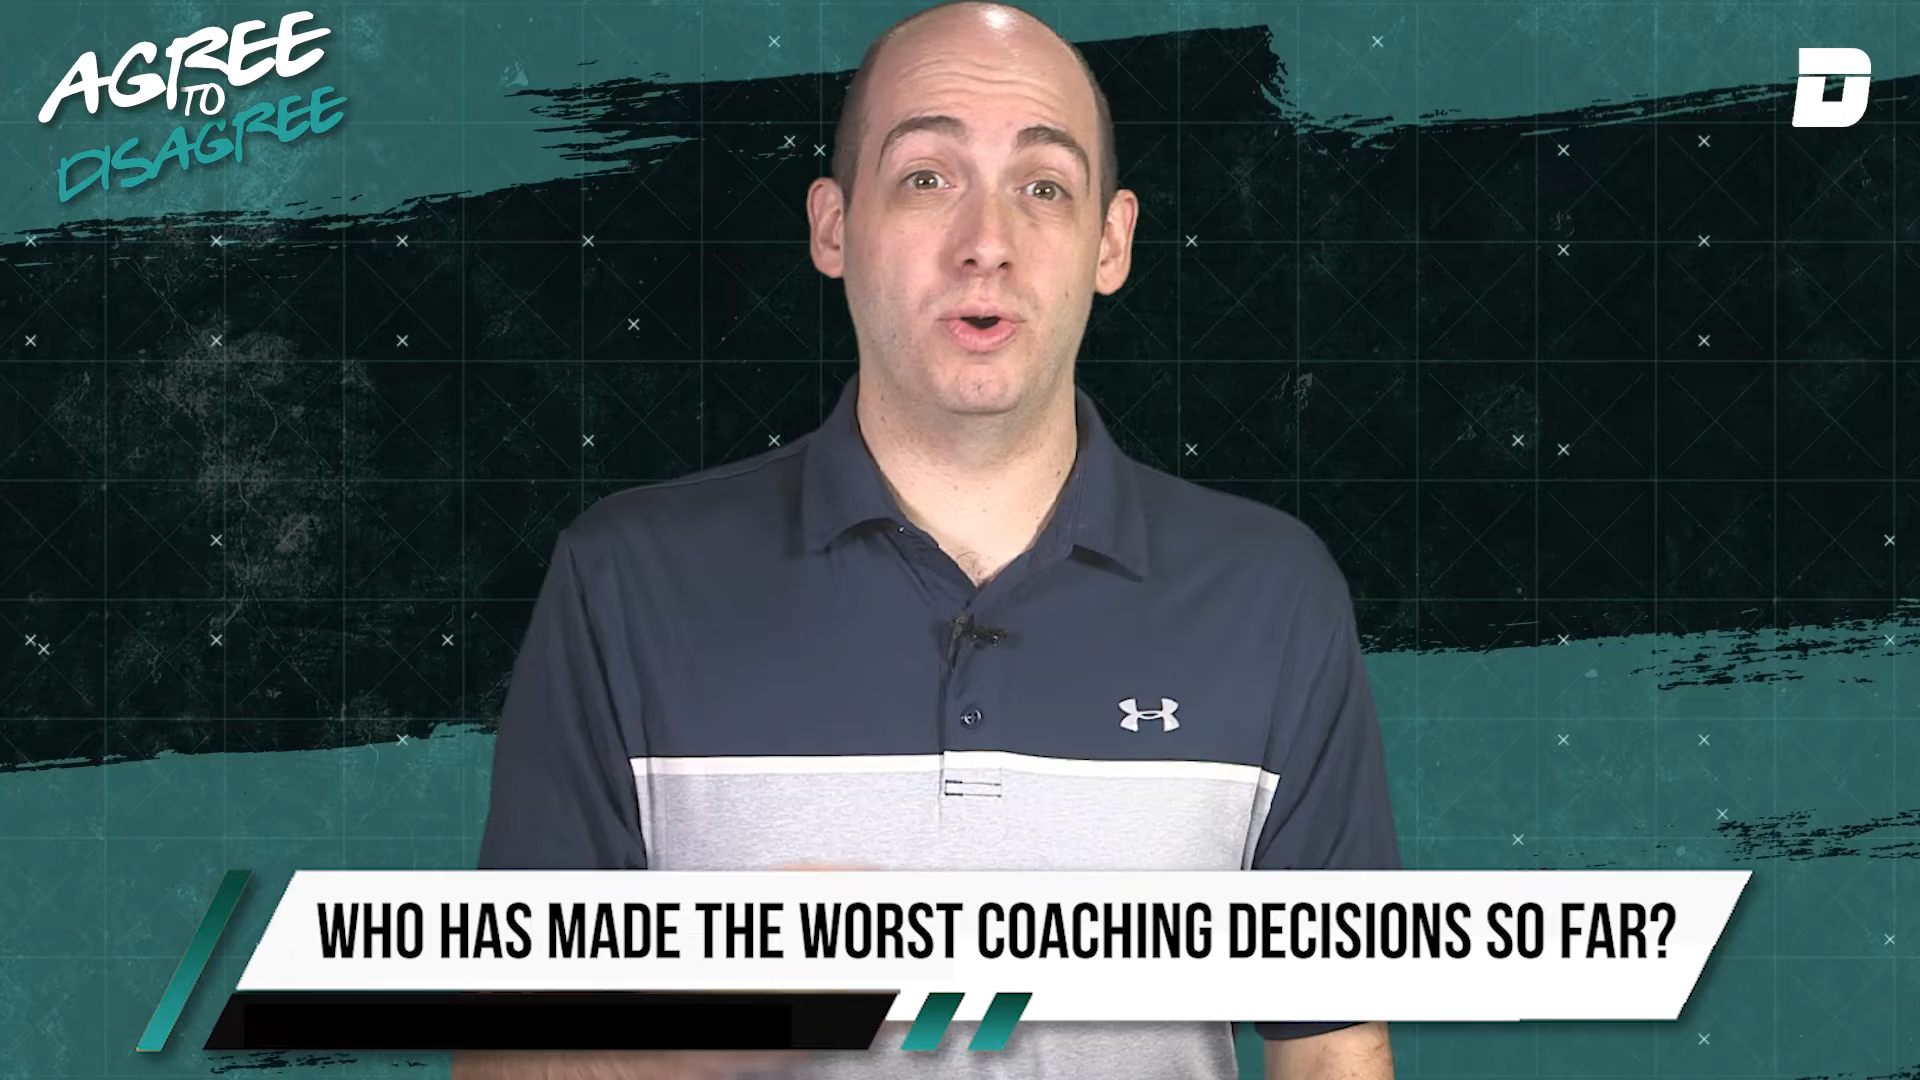 AGREE
TO
DISAGREE
D
WHO HAS MADE THE WORST COACHING DECISIONS SO FAR?